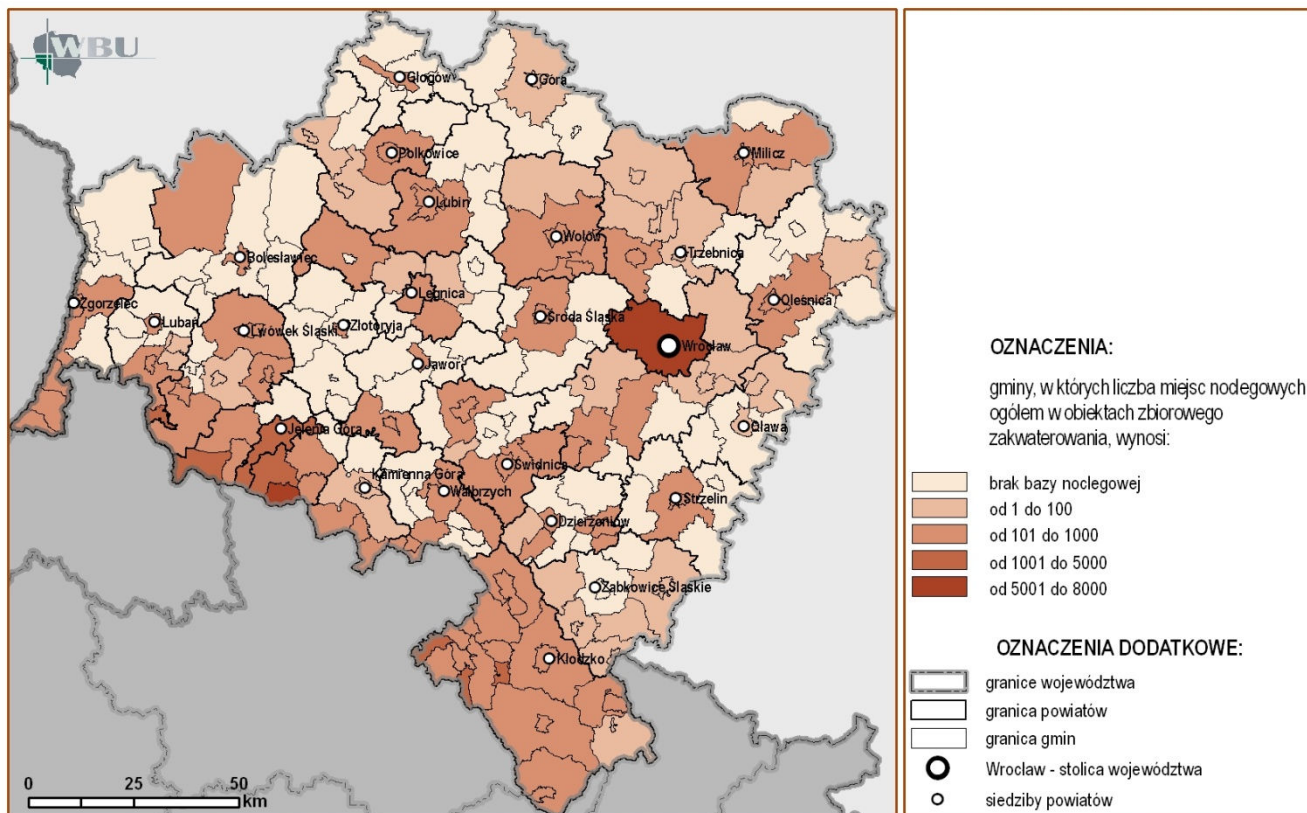 WBU
Głogów
Góra
Polkowice
Milicz
Lubin
Wołów
Trzebnica
Bolesławiec
Legnica
Oleśnica
Zgorzelec
Lubań
Lwówek Śląski
Złotoryja
Środa Śląska
Wrocław
Jawor
Jelenia Góra
Oława
Świdnica
Kamienna Góra
Wałbrzych
Strzelin
Dzierżoniów
Ząbkowice Śląskie
Kłodzko
0 25 50
km
OZNACZENIA:
gminy, w których liczba miejsc noclegowych
ogółem w obiektach zbiorowego
zakwaterowania, wynosi:
brak bazy noclegowej
od 1 do 100
od 101 do 1000
od 1001 do 5000
od 5001 do 8000
OZNACZENIA DODATKOWE:
granice województwa
granica powiatów
granica gmin
Wrocław - stolica województwa
siedziby powiatów